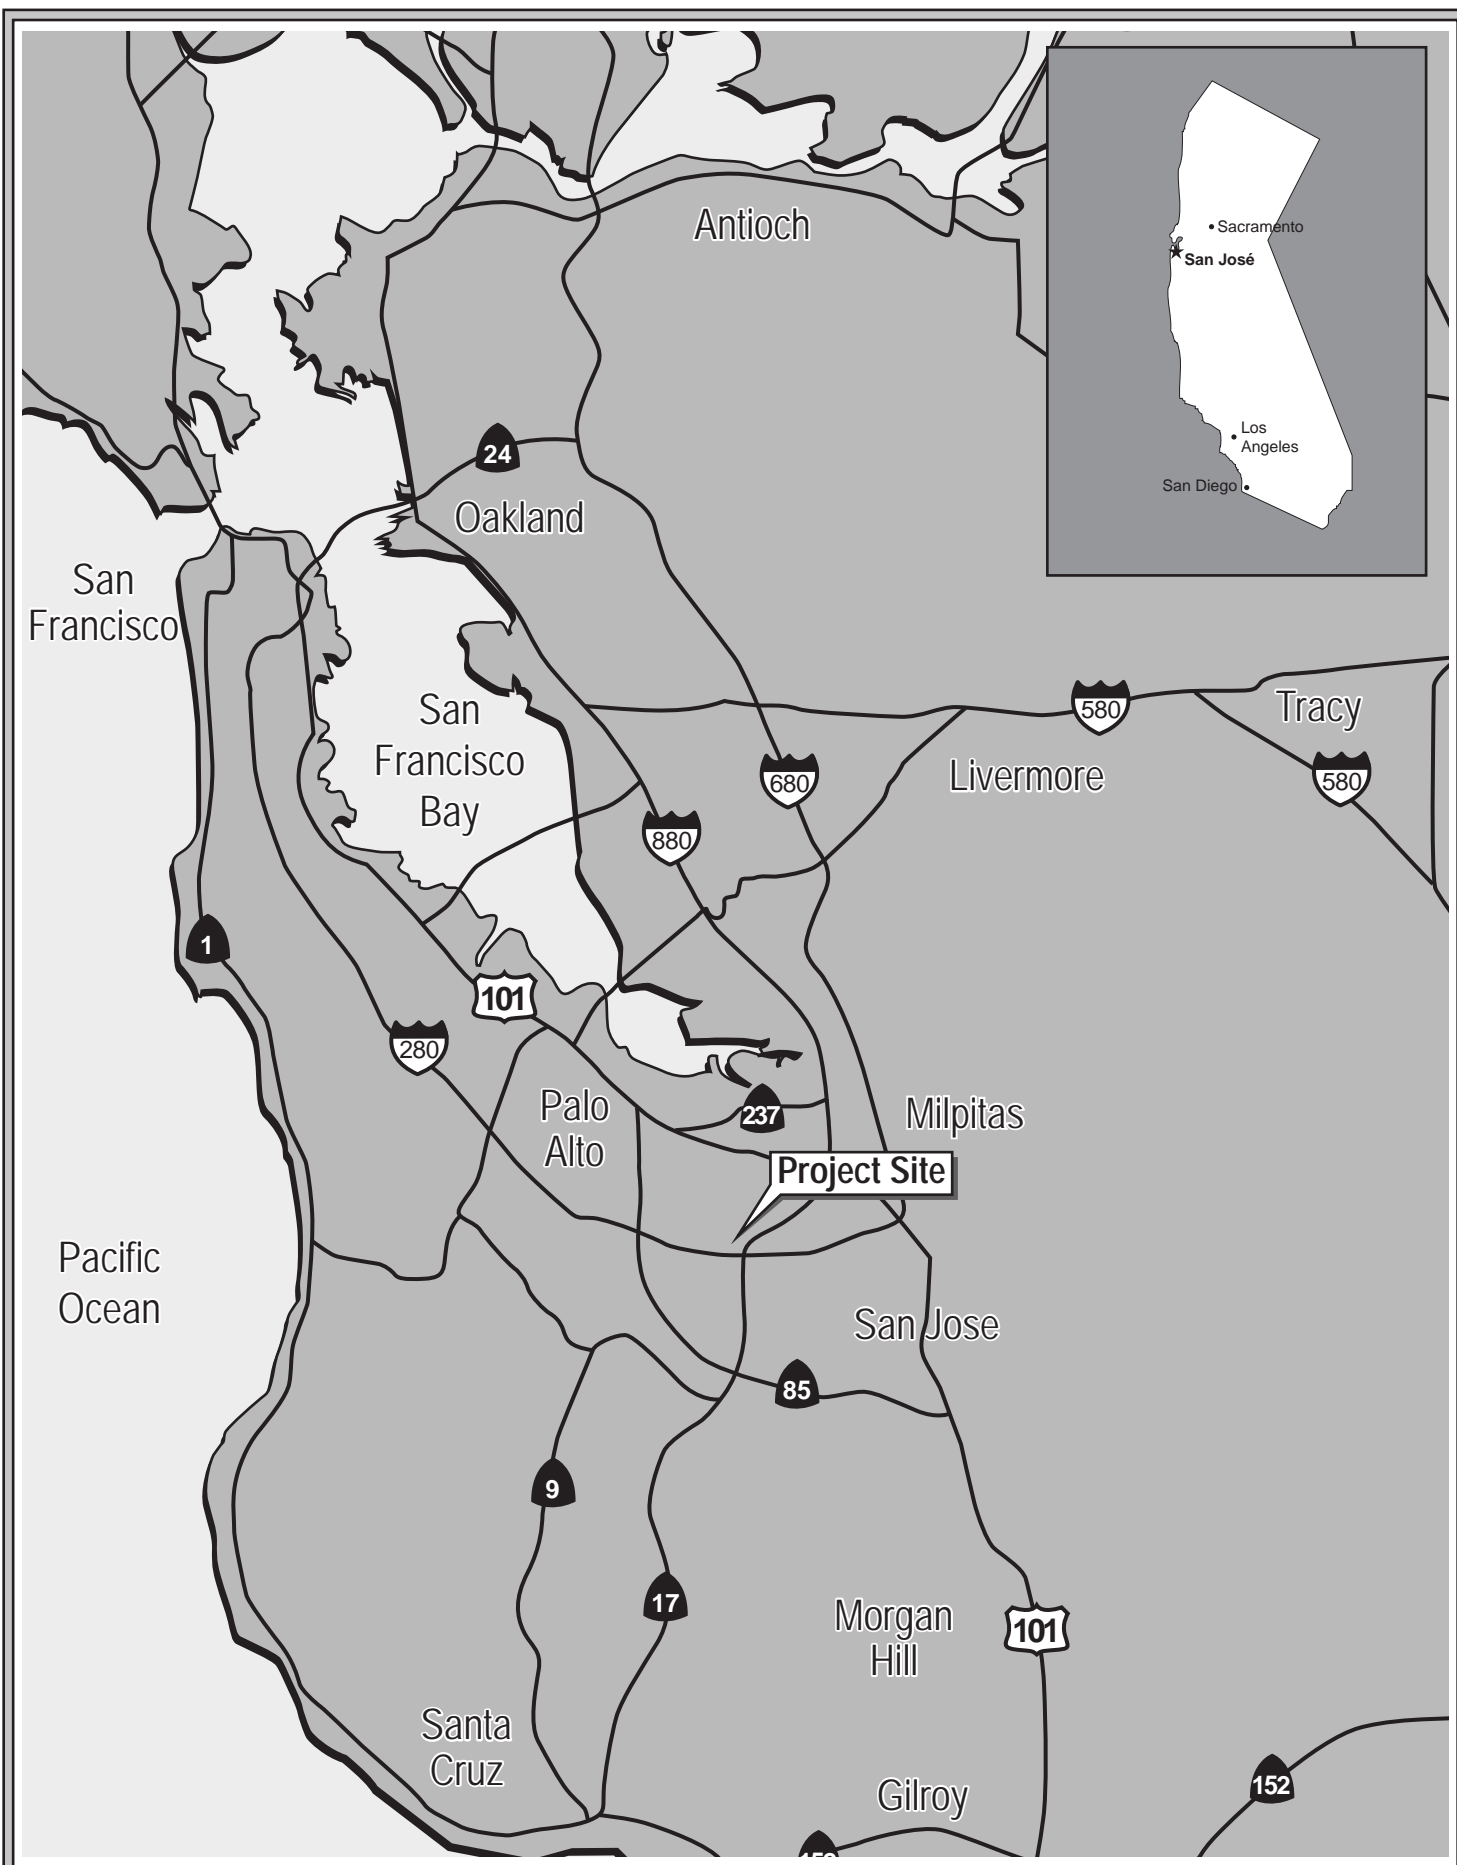 Antioch
Sacramento
San José
Los
Angeles
San Diego
24
Oakland
San
Francisco
San
Francisco
Bay
580
Tracy
580
680
Livermore
880
1
101
280
Palo
Alto
237
Milpitas
Project Site
Pacific
Ocean
San Jose
85
9
17
Morgan
Hill
101
Santa
Cruz
Gilroy
152